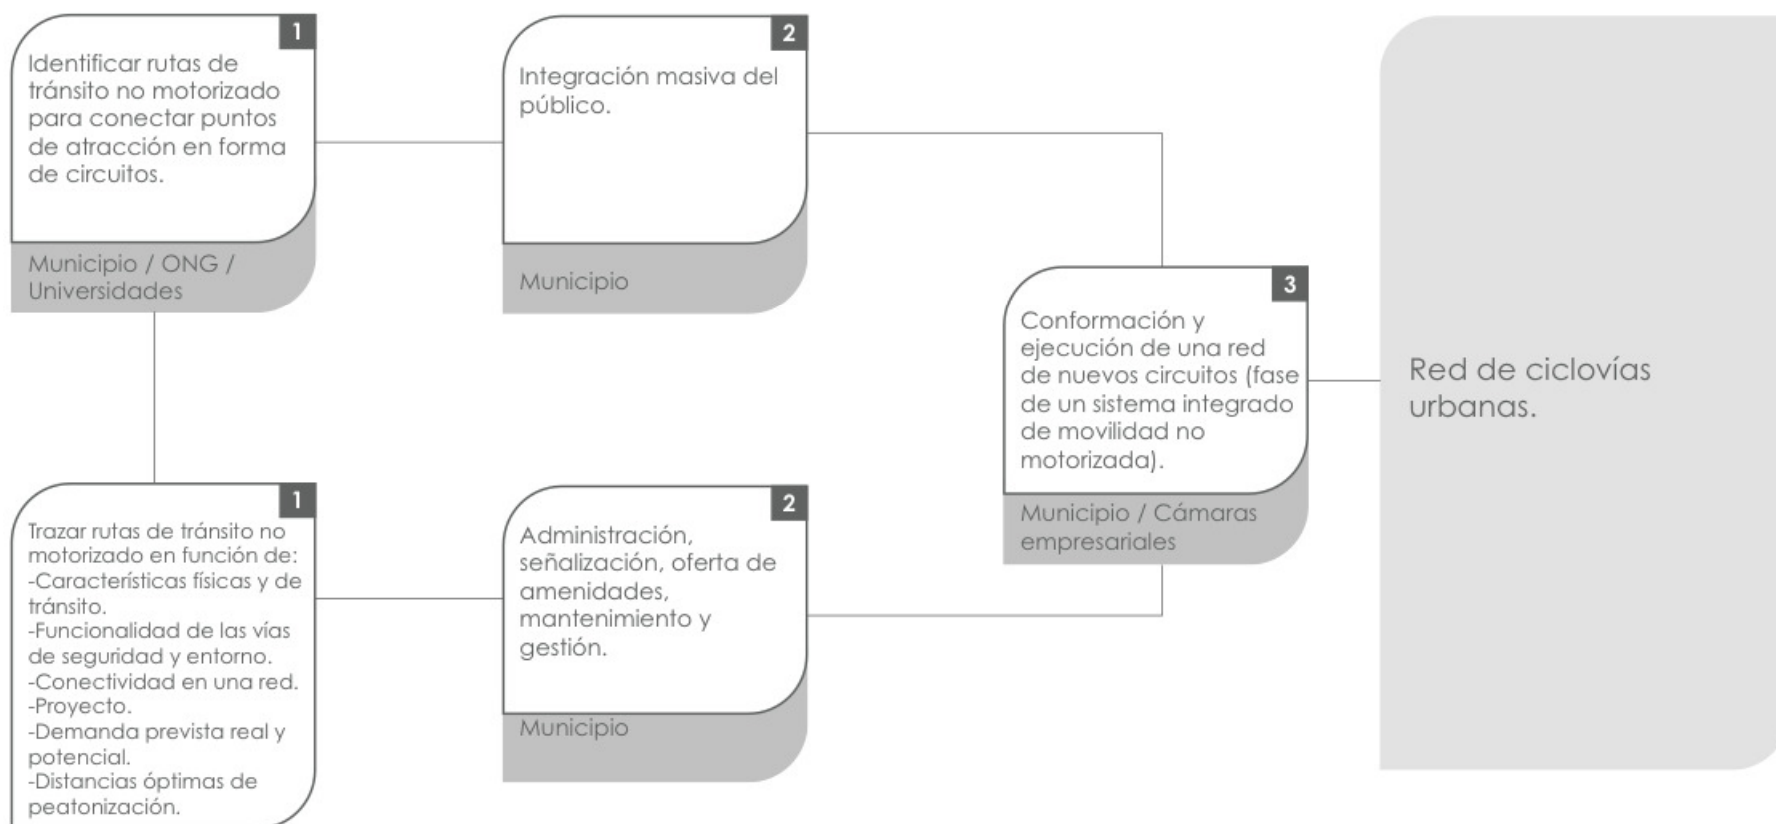 1
Identificar rutas de
tránsito no motorizado
para conectar puntos
de atracción en forma
de circuitos.
Municipio / ONG /
Universidades
2
Integración masiva del
público.
Municipio
1
Trazar rutas de tránsito no
motorizado en función de:
-Características físicas y de
tránsito.
-Funcionalidad de las vías
de seguridad y entorno.
-Conectividad en una red.
-Proyecto.
-Demanda prevista real y
potencial.
-Distancias óptimas de
peatonización.
2
Administración,
señalización, oferta de
amenidades,
mantenimiento y
gestión.
Municipio
3
Conformación y
ejecución de una red
de nuevos circuitos (fase
de un sistema integrado
de movilidad no
motorizada).
Municipio / Cámaras
empresariales
Red de ciclovías
urbanas.